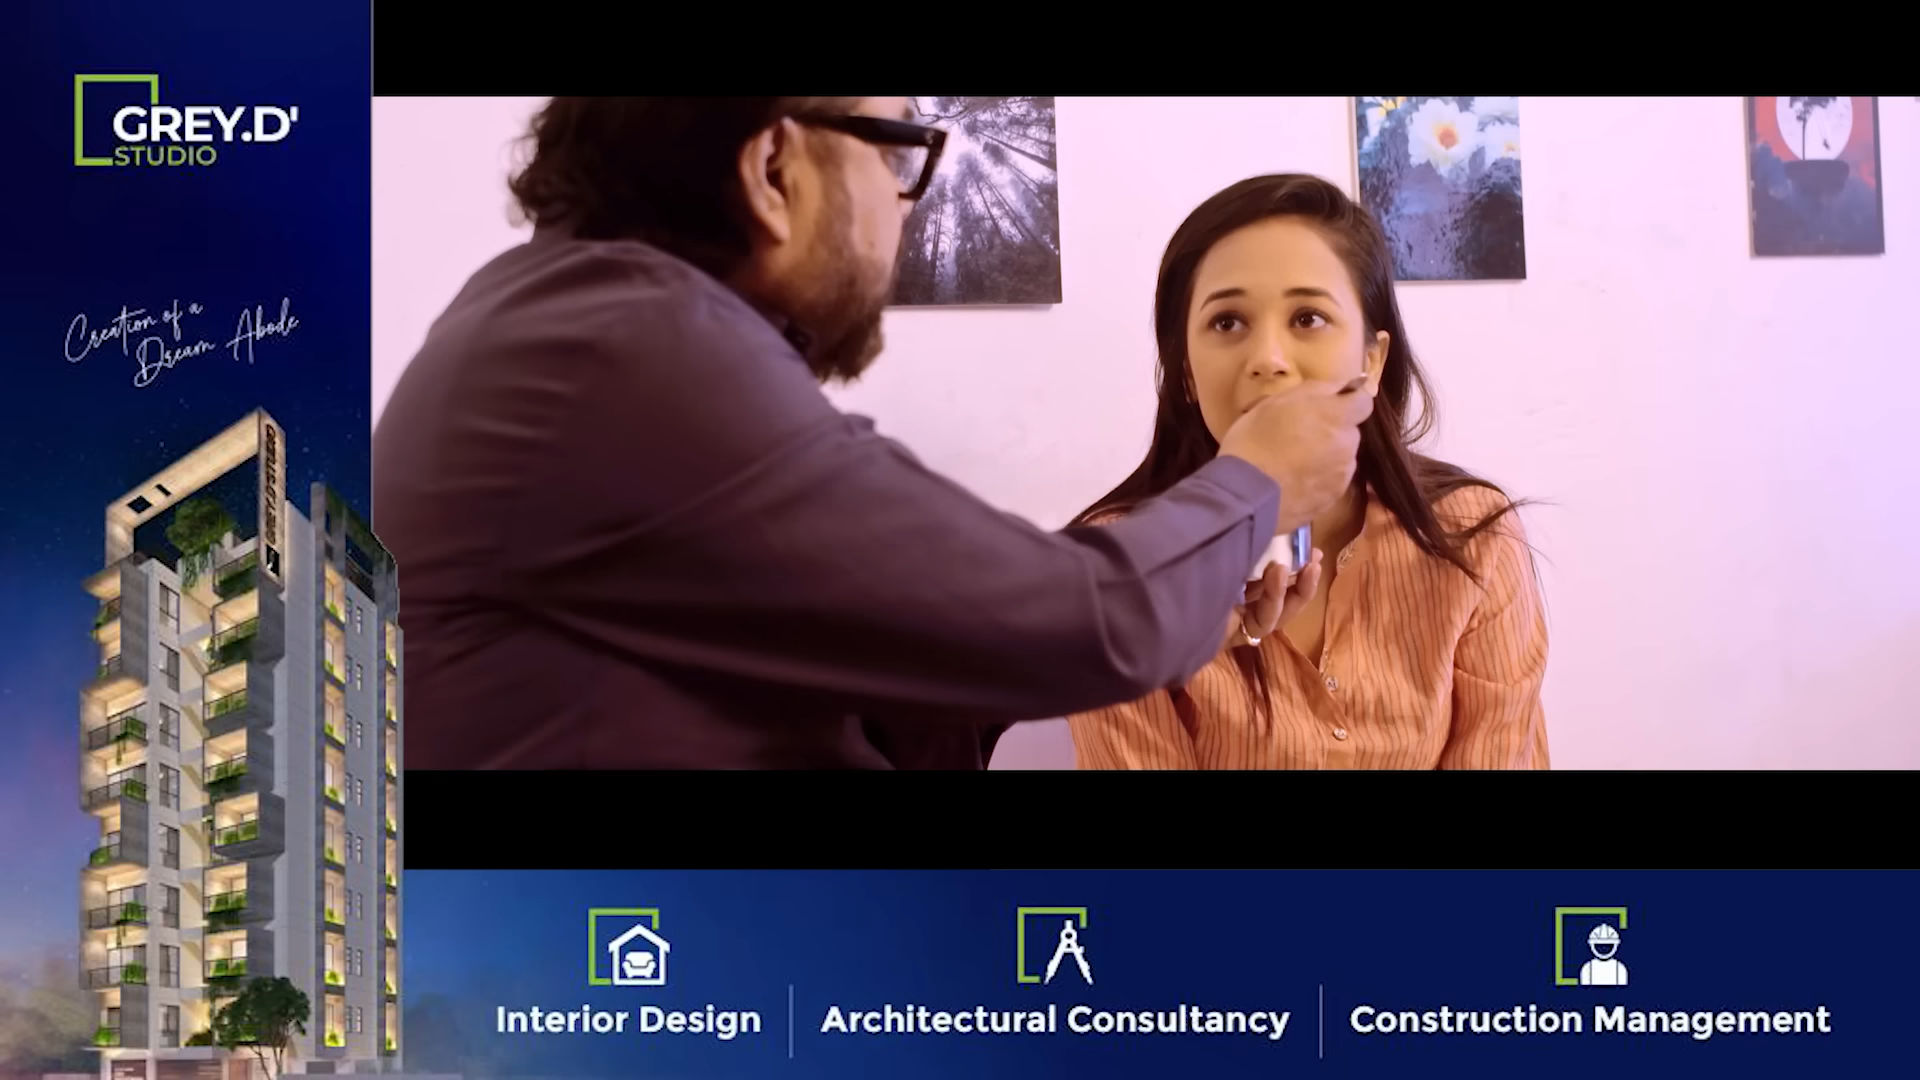 GREY.D'
STUDIO
Creation of a
Dream Abode
Interior Design
Architectural Consultancy
Construction Management